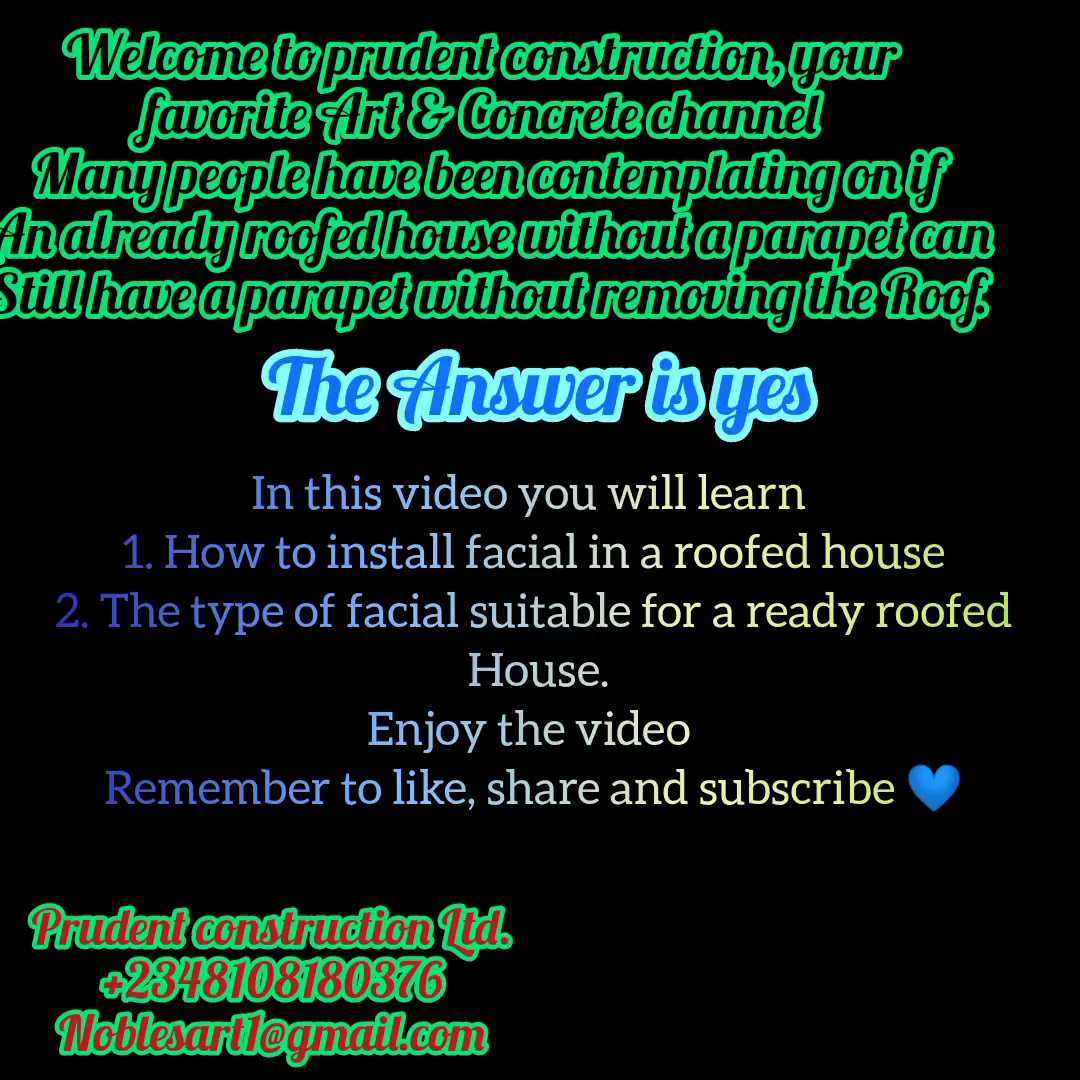 Welcome to prudent construction, your
favorite Art & Concrete channel
Many people have been contemplating on if
An already roofed house without a parapet can
Still have a parapet without removing the Roof.
The Answer is yes
In this video you will learn
1. How to install facial in a roofed house
2. The type of facial suitable for a ready roofed
House.
Enjoy the video
Remember to like, share and subscribe 💙
Prudent construction Ltd.
+2348108180376
Noblesart1@gmail.com